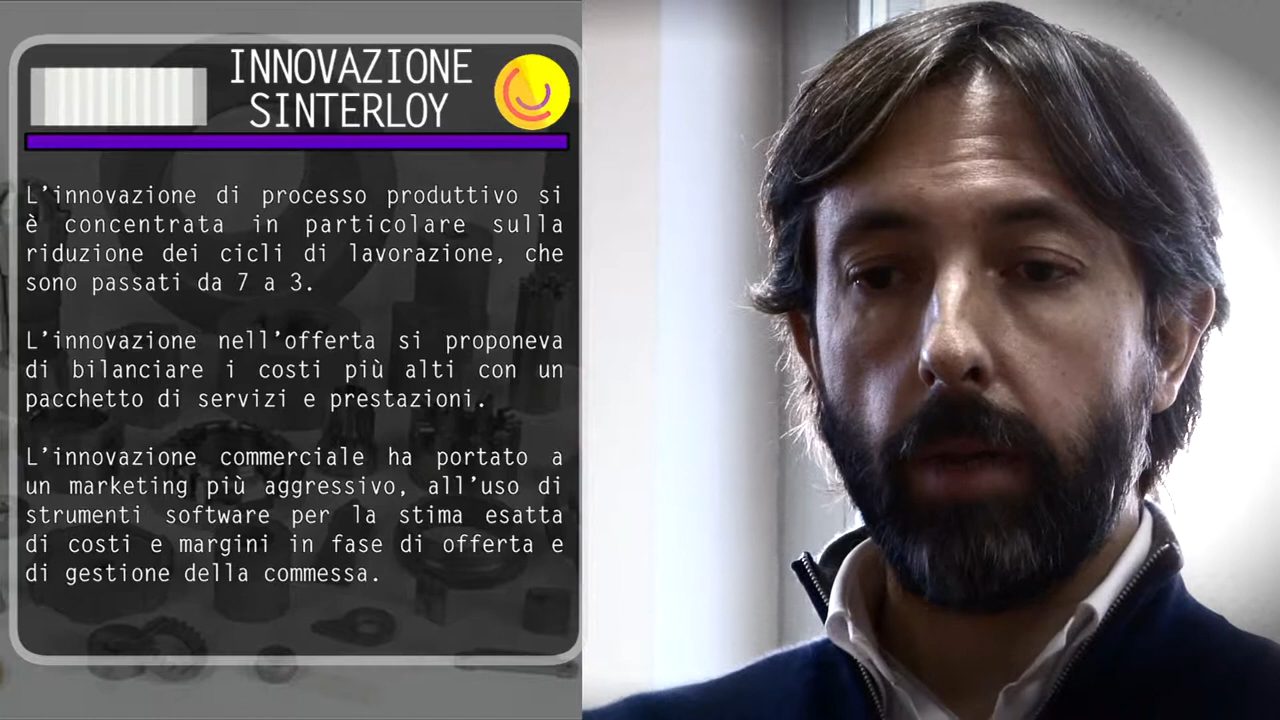 INNOVAZIONE
SINTERLOY
L'innovazione di processo produttivo si
è concentrata in particolare sulla
riduzione dei cicli di lavorazione, che
sono passati da 7 a 3.
L'innovazione nell'offerta si proponeva
di bilanciare i costi più alti con un
pacchetto di servizi e prestazioni.
L'innovazione commerciale ha portato a
un marketing più aggressivo, all'uso di
strumenti software per la stima esatta
di costi e margini in fase di offerta e
di gestione della commessa.